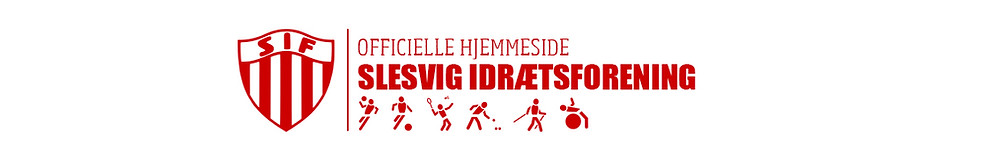 SIF
OFFICIELLE HJEMMESIDE
SLESVIG IDRÆTSFORENING